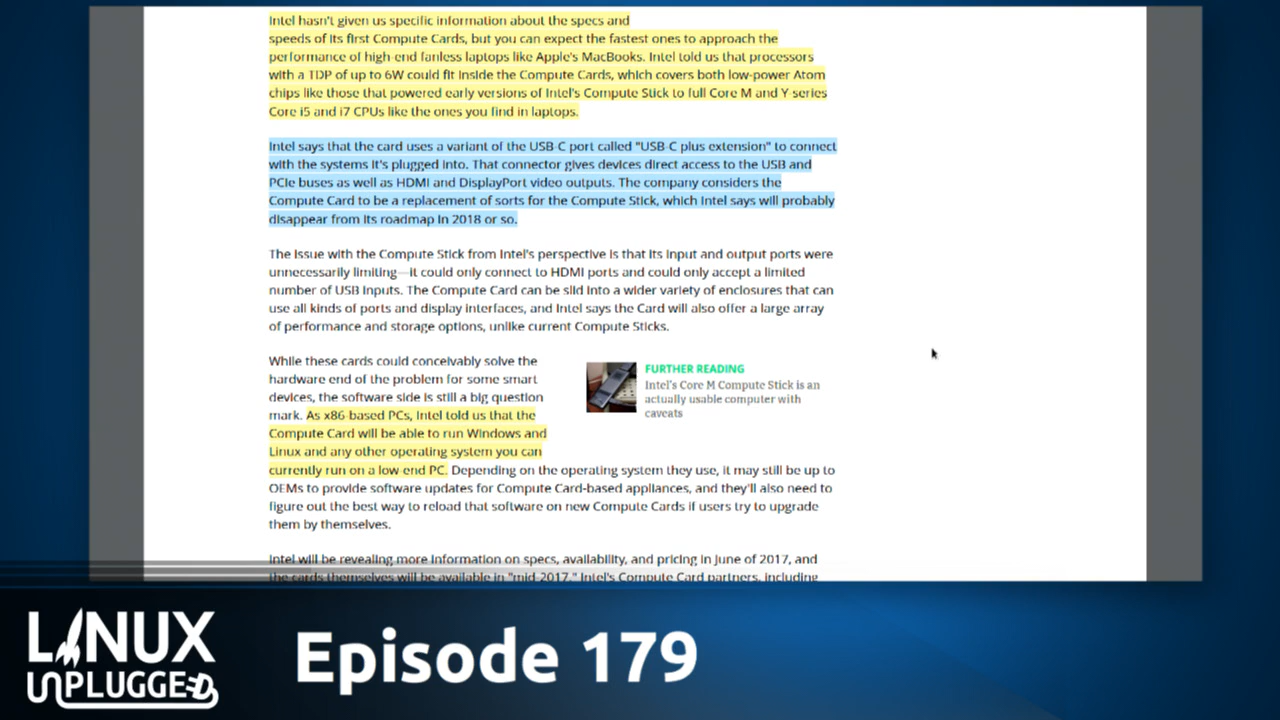 Intel hasn't given us specific information about the specs and
speeds of its first Compute Cards, but you can expect the fastest ones to approach the
performance of high-end fanless laptops like Apple's MacBooks. Intel told us that processors
with a TDP of up to 6W could fit inside the Compute Cards, which covers both low-power Atom
chips like those that powered early versions of Intel's Compute Stick to full Core M and Y-series
Core i5 and i7 CPUs like the ones you find in laptops.
Intel says that the card uses a variant of the USB-C port called "USB-C plus extension" to connect
with the systems it's plugged into. That connector gives devices direct access to the USB and
PCIe buses as well as HDMI and DisplayPort video outputs. The company considers the
Compute Card to be a replacement of sorts for the Compute Stick, which Intel says will probably
disappear from its roadmap in 2018 or so.
The issue with the Compute Stick from Intel's perspective is that its input and output ports were
unnecessarily limiting—it could only connect to HDMI ports and could only accept a limited
number of USB inputs. The Compute Card can be slid into a wider variety of enclosures that can
use all kinds of ports and display interfaces, and Intel says the Card will also offer a large array
of performance and storage options, unlike current Compute Sticks.
While these cards could conceivably solve the
hardware end of the problem for some smart
devices, the software side is still a big question
mark. As x86-based PCs, Intel told us that the
Compute Card will be able to run Windows and
Linux and any other operating system you can
currently run on a low-end PC. Depending on the operating system they use, it may still be up to
OEMs to provide software updates for Compute Card-based appliances, and they'll also need to
figure out the best way to reload that software on new Compute Cards if users try to upgrade
them by themselves.
FURTHER READING
Intel's Core M Compute Stick is an
actually usable computer with
caveats
Intel will be revealing more information on specs, availability, and pricing in June of 2017, and
the cards themselves will be available in "mid-2017." Intel's Compute Card partners, including
LINUX
UNPLUGGED
Episode 179